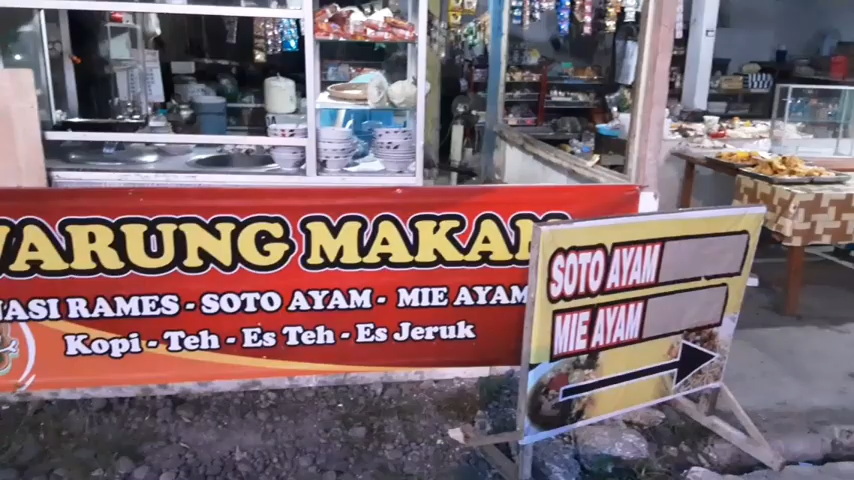 WARUNG MAKAN
NASI RAMES - SOTO AYAM - MIE AYAM
Kopi - Teh - Es Teh - Es Jeruk
SOTO AYAM
MIE AYAM